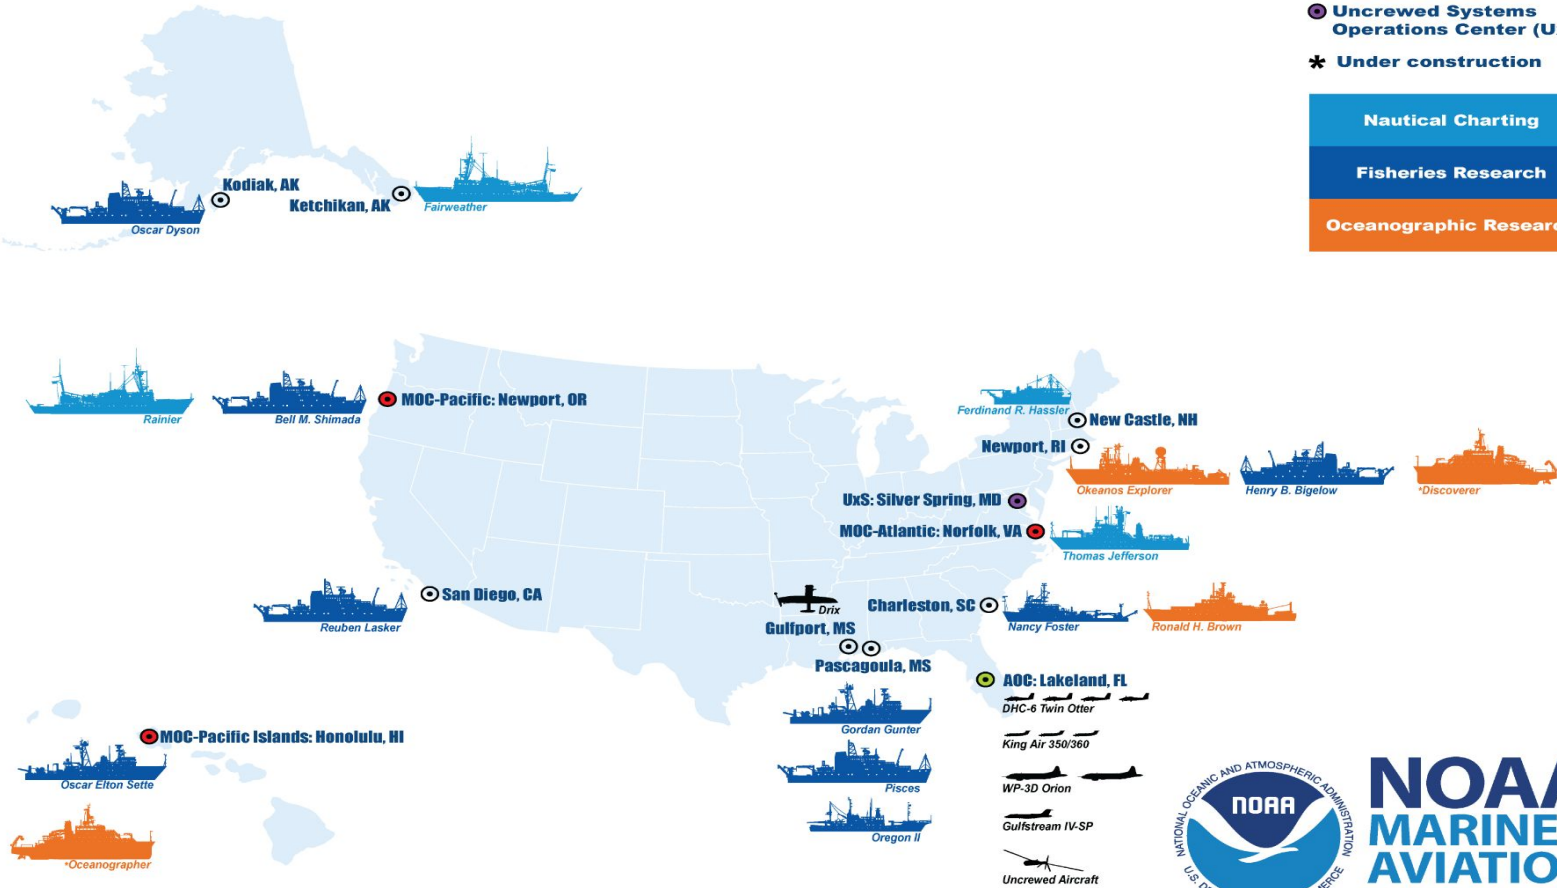 Uncrewed Systems
Operations Center
* Under construction
Nautical Charting
Fisheries Research
Oceanographic
Kodiak, AK
Ketchikan, AK
Oscar Dyson
Fairweather
Rainier
Bell M. Shimada
MOC-Pacific: Newport, OR
Ferdinand R. Hassler
New Castle, NH
Newport, RI
Okeanos Explorer
Henry B. Bigelow
*Discoverer
UxS: Silver Spring, MD
MOC-Atlantic: Norfolk, VA
Thomas Jefferson
San Diego, CA
Reuben Lasker
Drix
Gulfport, MS
Pascagoula, MS
Charleston, SC
Nancy Foster
Ronald H. Brown
Gordan Gunter
Pisces
Oregon II
AOC: Lakeland, FL
DHC-6 Twin Otter
King Air 350/360
WP-3D Orion
Gulfstream IV-SP
Uncrewed Aircraft
MOC-Pacific Islands: Honolulu, HI
Oscar Elton Sette
*Oceanographer
NATIONAL OCEANIC AND ATMOSPHERIC ADMINISTRATION
NOAA
U.S.
NOAA
MARINE
AVIATIO